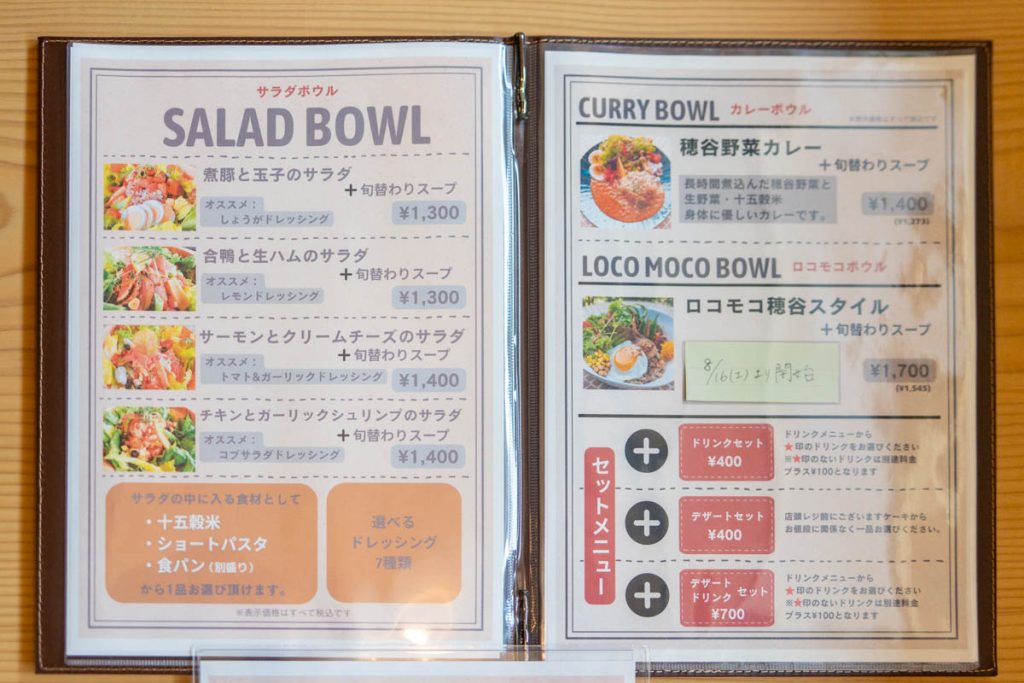 サラダボウル
SALAD BOWL
煮豚と玉子のサラダ
＋旬替わりスープ
オススメ：
しょうがドレッシング
¥1,300
合鴨と生ハムのサラダ
＋旬替わりスープ
オススメ：
レモンドレッシング
¥1,300
サーモンとクリームチーズのサラダ
＋旬替わりスープ
オススメ：
トマト&ガーリックドレッシング
¥1,400
チキンとガーリックシュリンプのサラダ
＋旬替わりスープ
オススメ：
コブサラダドレッシング
¥1,400
サラダの中に入る食材として
・十五穀米
・ショートパスタ
・食パン（別盛り）
から1品お選び頂けます。
選べる
ドレッシング
7種類
※表示価格はすべて税込です
CURRY BOWL カレーボウル
※表示価格はすべて税込です
穂谷野菜カレー
＋旬替わりスープ
長時間煮込んだ穂谷野菜と
生野菜・十五穀米
身体に優しいカレーです。
¥1,400
(¥1,273)
LOCO MOCO BOWL ロコモコボウル
ロコモコ穂谷スタイル
＋旬替わりスープ
8/16(土)より開始
¥1,700
(¥1,545)
セットメニュー
＋
ドリンクセット
¥400
ドリンクメニューから
★印のドリンクをお選びください
※★印のないドリンクは別途料金
プラス¥100となります
＋
デザートセット
¥400
店頭レジ前にございますケーキから
お値段に関係なく一品お選びください。
＋
デザート
ドリンク セット
¥700
ドリンクメニューから
★印のドリンクをお選びください
※★印のないドリンクは別途料金
プラス¥100となります